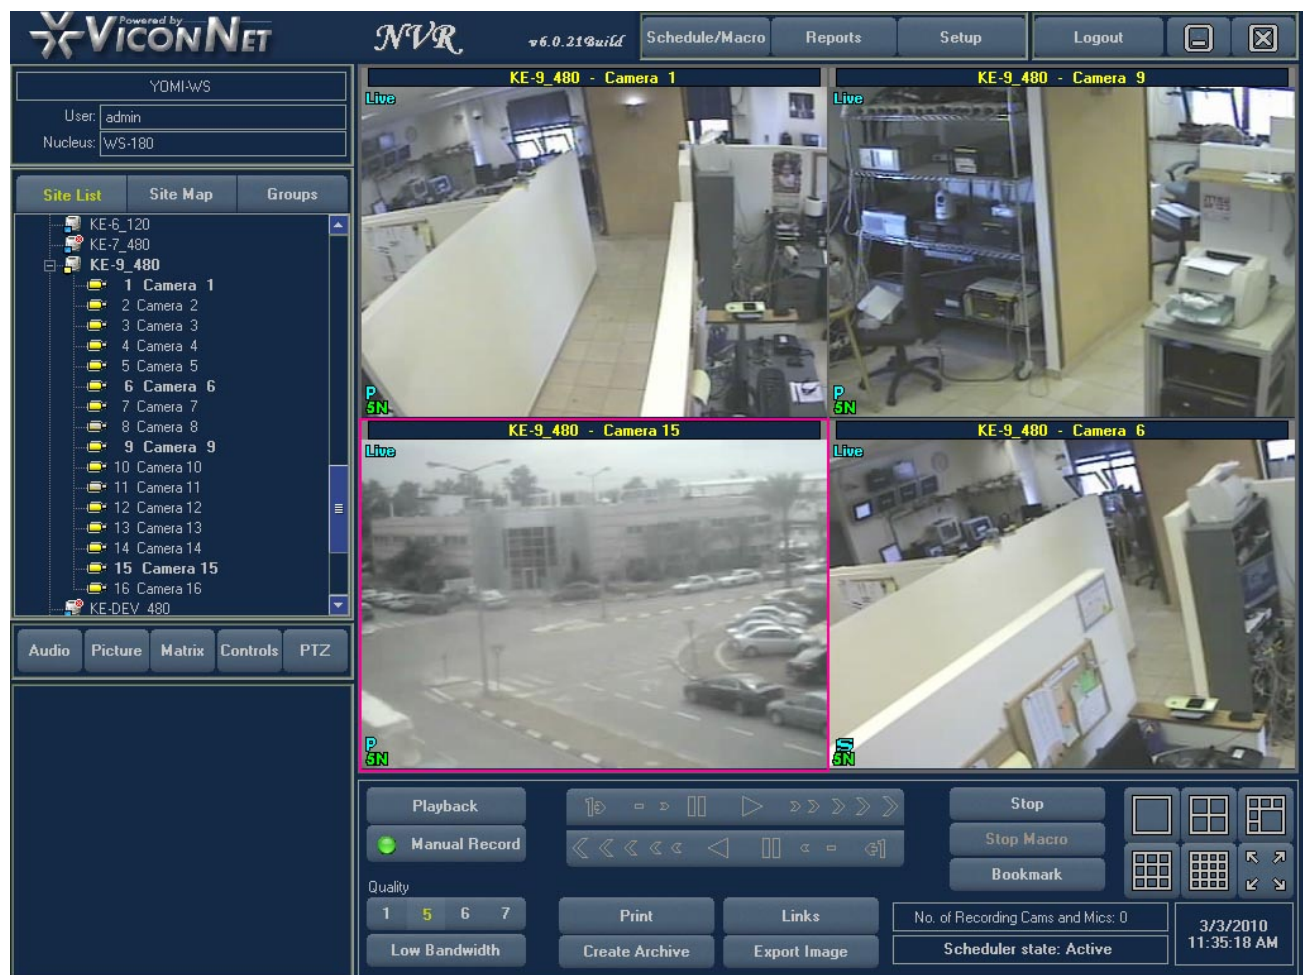 Powered by
VICONNET
NVR v6.0.21Build
Schedule/Macro Reports Setup Logout
YOMI-WS
User: admin
Nucleus: WS-180
Site List Site Map Groups
KE-6_120
KE-7_480
KE-9_480
1 Camera 1
2 Camera 2
3 Camera 3
4 Camera 4
5 Camera 5
6 Camera 6
7 Camera 7
8 Camera 8
9 Camera 9
10 Camera 10
11 Camera 11
12 Camera 12
13 Camera 13
14 Camera 14
15 Camera 15
16 Camera 16
KE-DEV_480
Audio Picture Matrix Controls PTZ
KE-9_480 - Camera 1
Live
P
5N
KE-9_480 - Camera 9
Live
P
5N
KE-9_480 - Camera 15
Live
P
5N
KE-9_480 - Camera 6
Live
S
5N
Playback
Manual Record
Quality
1 5 6 7
Low Bandwidth
Print Links
Create Archive Export Image
Stop
Stop Macro
Bookmark
No. of Recording Cams and Mics: 0
Scheduler state: Active
3/3/2010
11:35:18 AM